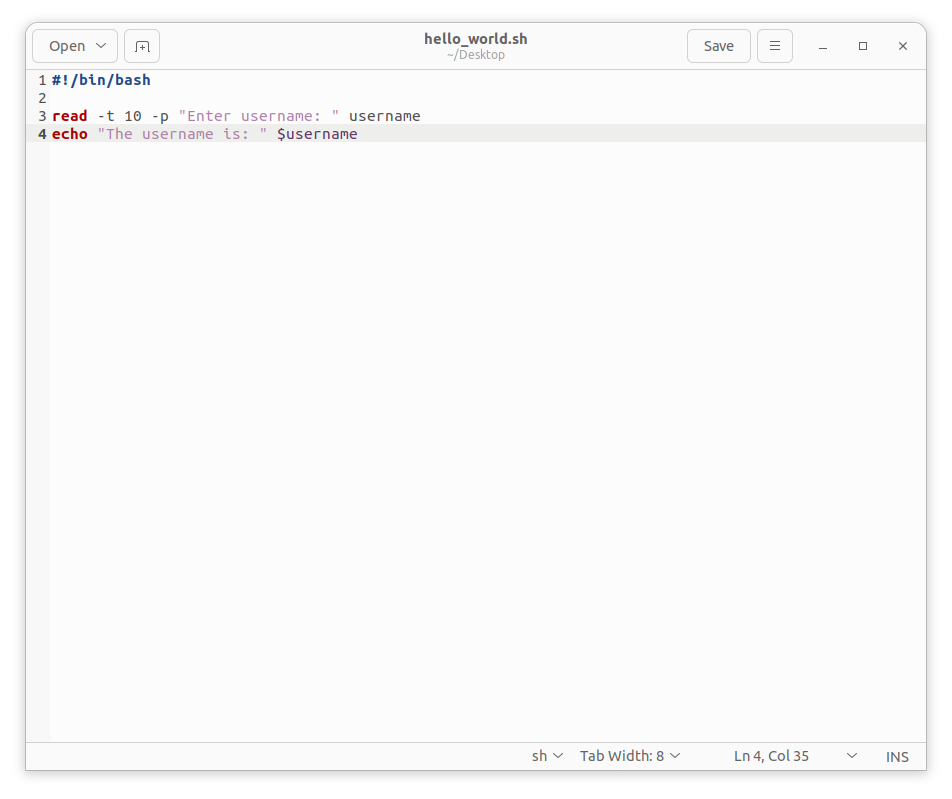 Open
hello_world.sh
~/Desktop
Save
1 #!/bin/bash
2
3 read -t 10 -p "Enter username: " username
4 echo "The username is: " $username
sh Tab Width: 8 Ln 4, Col 35 INS